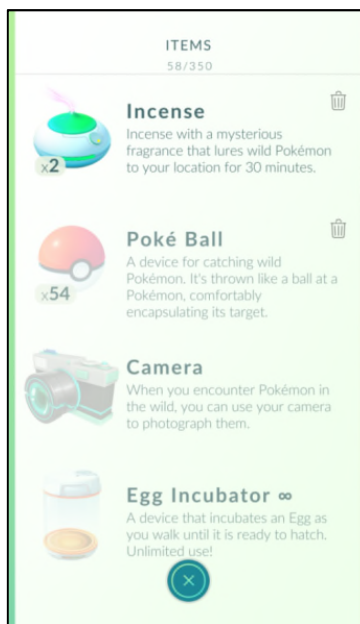 ITEMS
58/350
Incense
Incense with a mysterious
fragrance that lures wild Pokémon
to your location for 30 minutes.
x2
Poké Ball
A device for catching wild
Pokémon. It's thrown like a ball at a
Pokémon, comfortably
encapsulating its target.
x54
Camera
When you encounter Pokémon in
the wild, you can use your camera
to photograph them.
Egg Incubator ∞
A device that incubates an Egg as
you walk until it is ready to hatch.
Unlimited use!